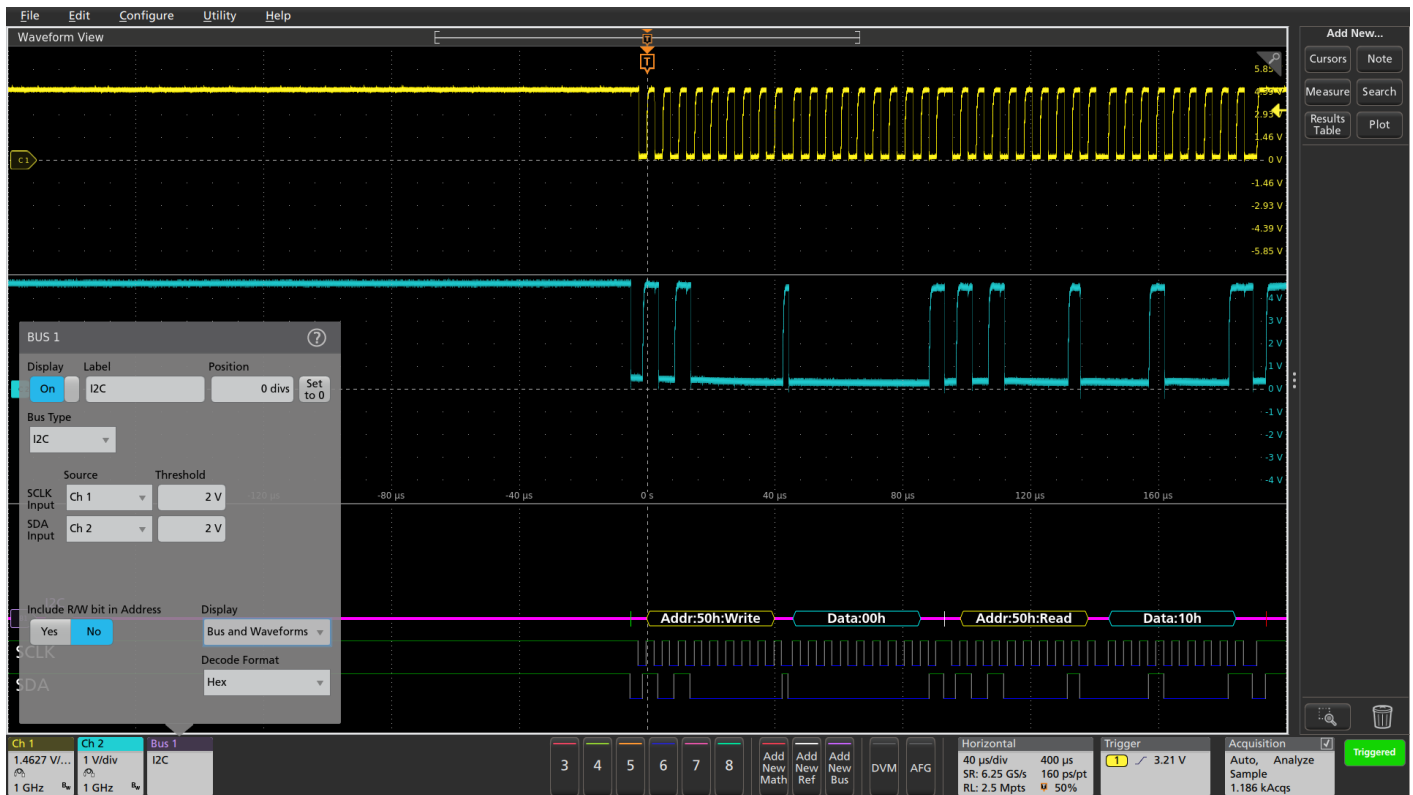 File Edit Configure Utility Help
Waveform View
Add New...
Cursors Note
Measure Search
Results Table Plot
T
T
5.85
4.39 V
2.93 V
1.46 V
0 V
-1.46 V
-2.93 V
-4.39 V
-5.85 V
C1
4 V
3 V
2 V
1 V
0 V
-1 V
-2 V
-3 V
-4 V
BUS 1 ?
Display Label Position
On I2C 0 divs Set to 0
Bus Type
I2C
Source Threshold
SCLK Input Ch 1 2 V
SDA Input Ch 2 2 V
-120 µs -80 µs -40 µs 0 s 40 µs 80 µs 120 µs 160 µs
I2C
Include R/W bit in Address Display
Yes No Bus and Waveforms
Decode Format
Hex
Addr:50h:Write Data:00h Addr:50h:Read Data:10h
SCLK
SDA
Ch 1
1.4627 V/...
1 GHz Bw
Ch 2
1 V/div
1 GHz Bw
Bus 1
I2C
3 4 5 6 7 8
Add New Math
Add New Ref
Add New Bus
DVM AFG
Horizontal
40 µs/div 400 µs
SR: 6.25 GS/s 160 ps/pt
RL: 2.5 Mpts 50%
Trigger
1 3.21 V
Acquisition
Auto, Analyze
Sample
1.186 kAcqs
Triggered